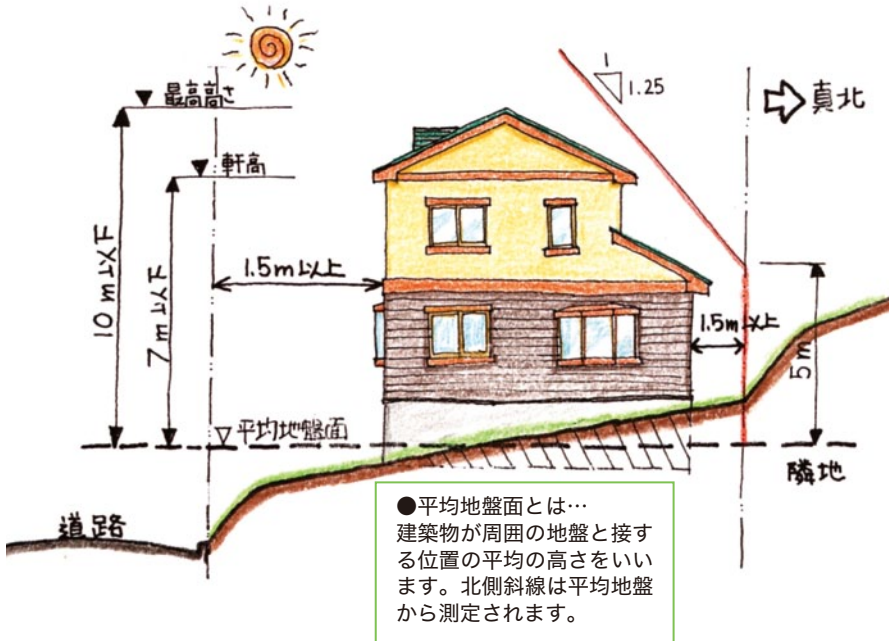 最高高さ
軒高
10m以下
7m以下
1.5m以上
1
1.25
真北
1.5m以上
5m
平均地盤面
隣地
道路
●平均地盤面とは…
建築物が周囲の地盤と接す
る位置の平均の高さをいい
ます。北側斜線は平均地盤
から測定されます。